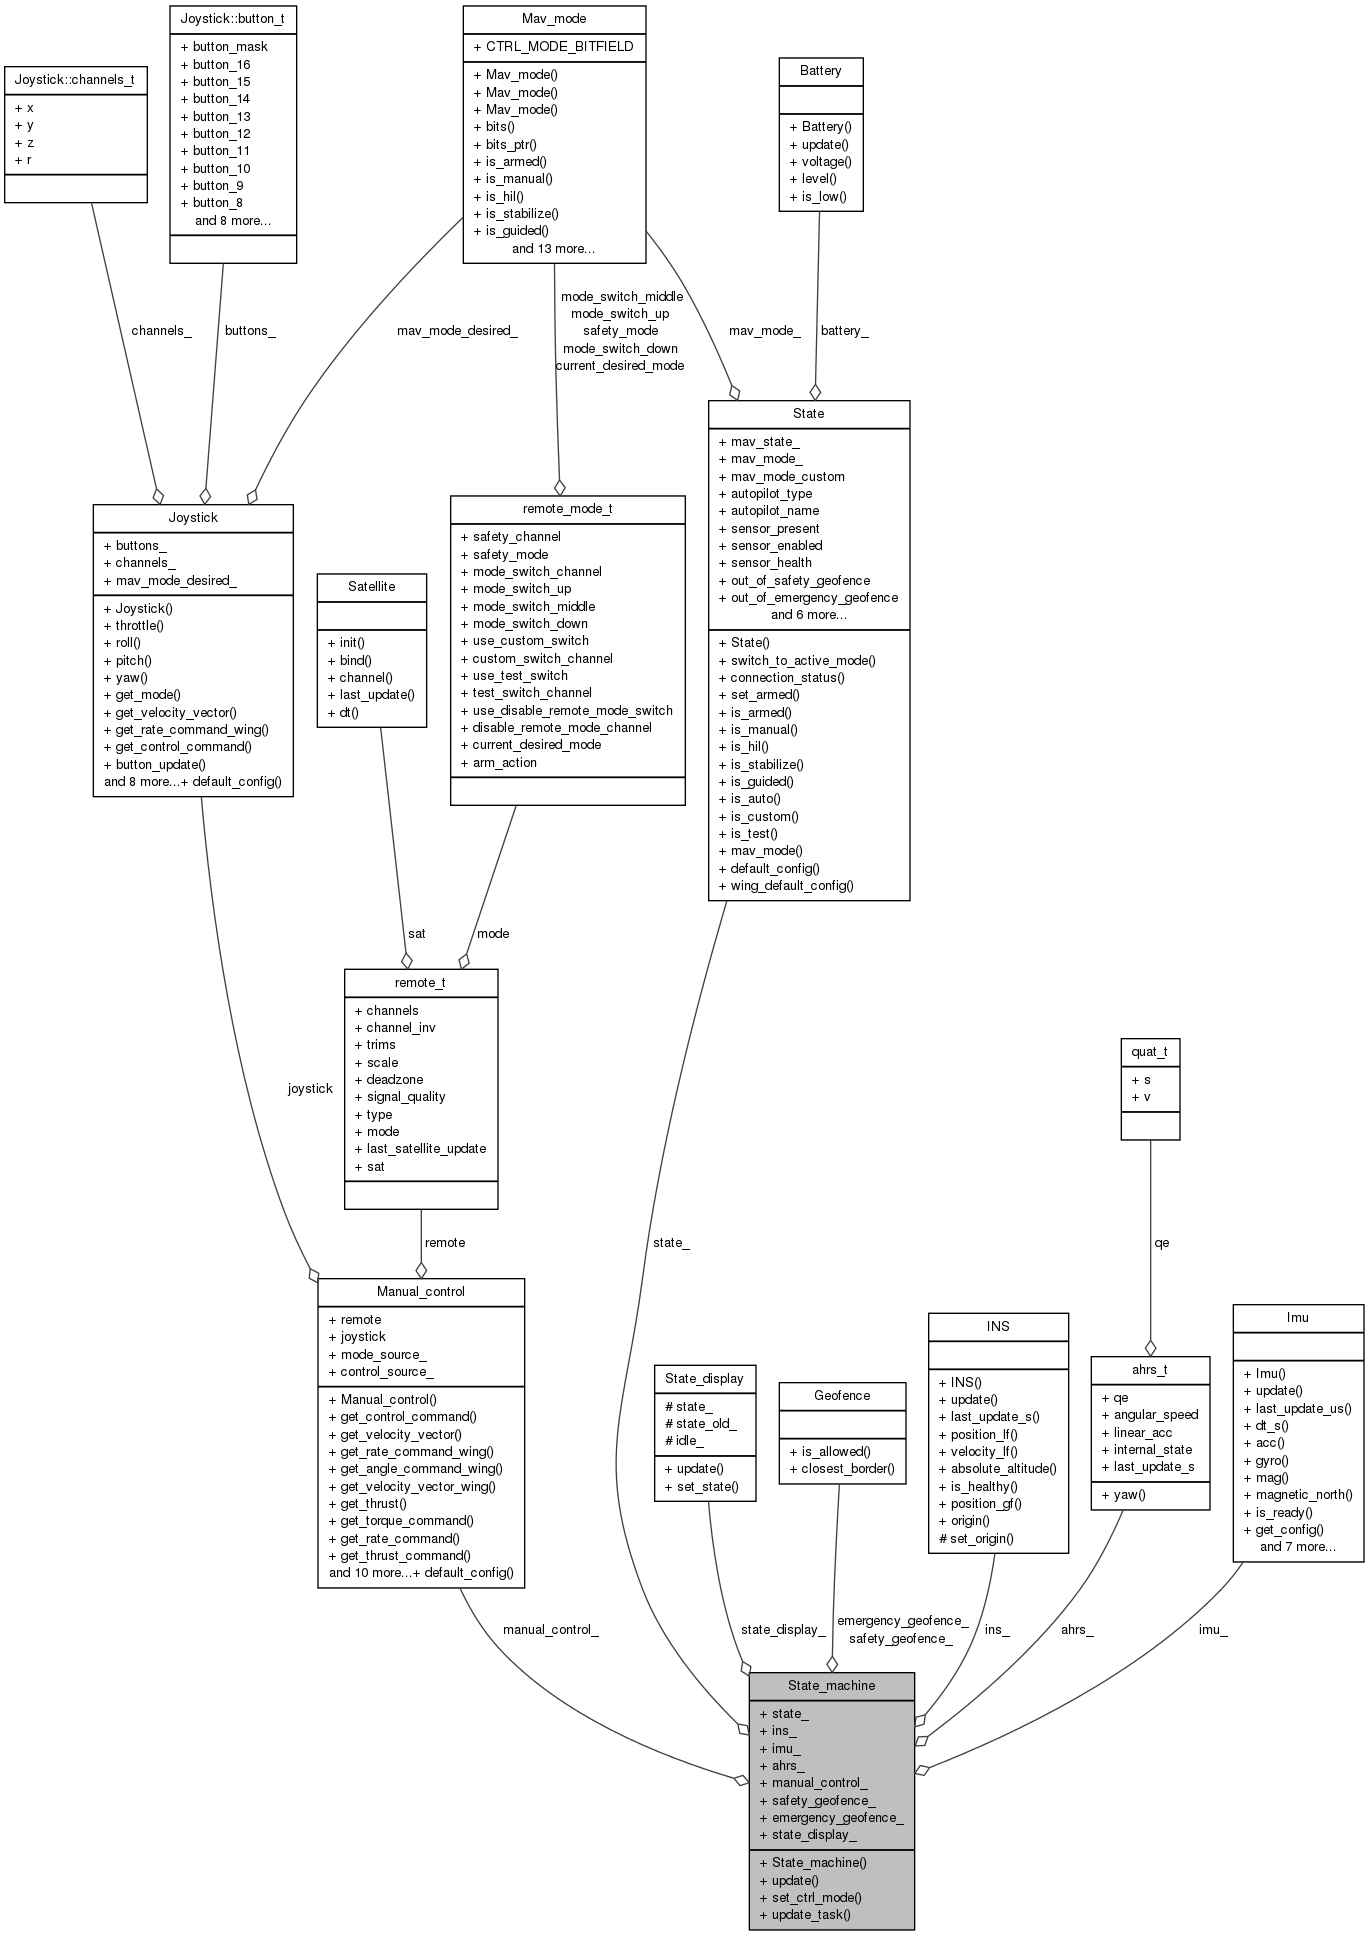 Joystick::channels_t
+ x
+ y
+ z
+ r
Joystick::button_t
+ button_mask
+ button_16
+ button_15
+ button_14
+ button_13
+ button_12
+ button_11
+ button_10
+ button_9
+ button_8
and 8 more...
Mav_mode
+ CTRL_MODE_BITFIELD
+ Mav_mode()
+ Mav_mode()
+ Mav_mode()
+ bits()
+ bits_ptr()
+ is_armed()
+ is_manual()
+ is_hil()
+ is_stabilize()
+ is_guided()
and 13 more...
Battery
+ Battery()
+ update()
+ voltage()
+ level()
+ is_low()
channels_
buttons_
mav_mode_desired_
mode_switch_middle
mode_switch_up
safety_mode
mode_switch_down
current_desired_mode
mav_mode_
battery_
Joystick
+ buttons_
+ channels_
+ mav_mode_desired_
+ Joystick()
+ throttle()
+ roll()
+ pitch()
+ yaw()
+ get_mode()
+ get_velocity_vector()
+ get_rate_command_wing()
+ get_control_command()
+ button_update()
and 8 more...+ default_config()
Satellite
+ init()
+ bind()
+ channel()
+ last_update()
+ dt()
remote_mode_t
+ safety_channel
+ safety_mode
+ mode_switch_channel
+ mode_switch_up
+ mode_switch_middle
+ mode_switch_down
+ use_custom_switch
+ custom_switch_channel
+ use_test_switch
+ test_switch_channel
+ use_disable_remote_mode_switch
+ disable_remote_mode_channel
+ current_desired_mode
+ arm_action
State
+ mav_state_
+ mav_mode_
+ mav_mode_custom
+ autopilot_type
+ autopilot_name
+ sensor_present
+ sensor_enabled
+ sensor_health
+ out_of_safety_geofence
+ out_of_emergency_geofence
and 6 more...
+ State()
+ switch_to_active_mode()
+ connection_status()
+ set_armed()
+ is_armed()
+ is_manual()
+ is_hil()
+ is_stabilize()
+ is_guided()
+ is_auto()
+ is_custom()
+ is_test()
+ mav_mode()
+ default_config()
+ wing_default_config()
sat
mode
remote_t
+ channels
+ channel_inv
+ trims
+ scale
+ deadzone
+ signal_quality
+ type
+ mode
+ last_satellite_update
+ sat
joystick
remote
state_
quat_t
+ s
+ v
qe
Manual_control
+ remote
+ joystick
+ mode_source_
+ control_source_
+ Manual_control()
+ get_control_command()
+ get_velocity_vector()
+ get_rate_command_wing()
+ get_angle_command_wing()
+ get_velocity_vector_wing()
+ get_thrust()
+ get_torque_command()
+ get_rate_command()
+ get_thrust_command()
and 10 more...+ default_config()
State_display
# state_
# state_old_
# idle_
+ update()
+ set_state()
Geofence
+ is_allowed()
+ closest_border()
INS
+ INS()
+ update()
+ last_update_s()
+ position_lf()
+ velocity_lf()
+ absolute_altitude()
+ is_healthy()
+ position_gf()
+ origin()
# set_origin()
ahrs_t
+ qe
+ angular_speed
+ linear_acc
+ internal_state
+ last_update_s
+ yaw()
Imu
+ Imu()
+ update()
+ last_update_us()
+ dt_s()
+ acc()
+ gyro()
+ mag()
+ magnetic_north()
+ is_ready()
+ get_config()
and 7 more...
manual_control_
state_display_
emergency_geofence_
safety_geofence_
ins_
ahrs_
imu_
State_machine
+ state_
+ ins_
+ imu_
+ ahrs_
+ manual_control_
+ safety_geofence_
+ emergency_geofence_
+ state_display_
+ State_machine()
+ update()
+ set_ctrl_mode()
+ update_task()